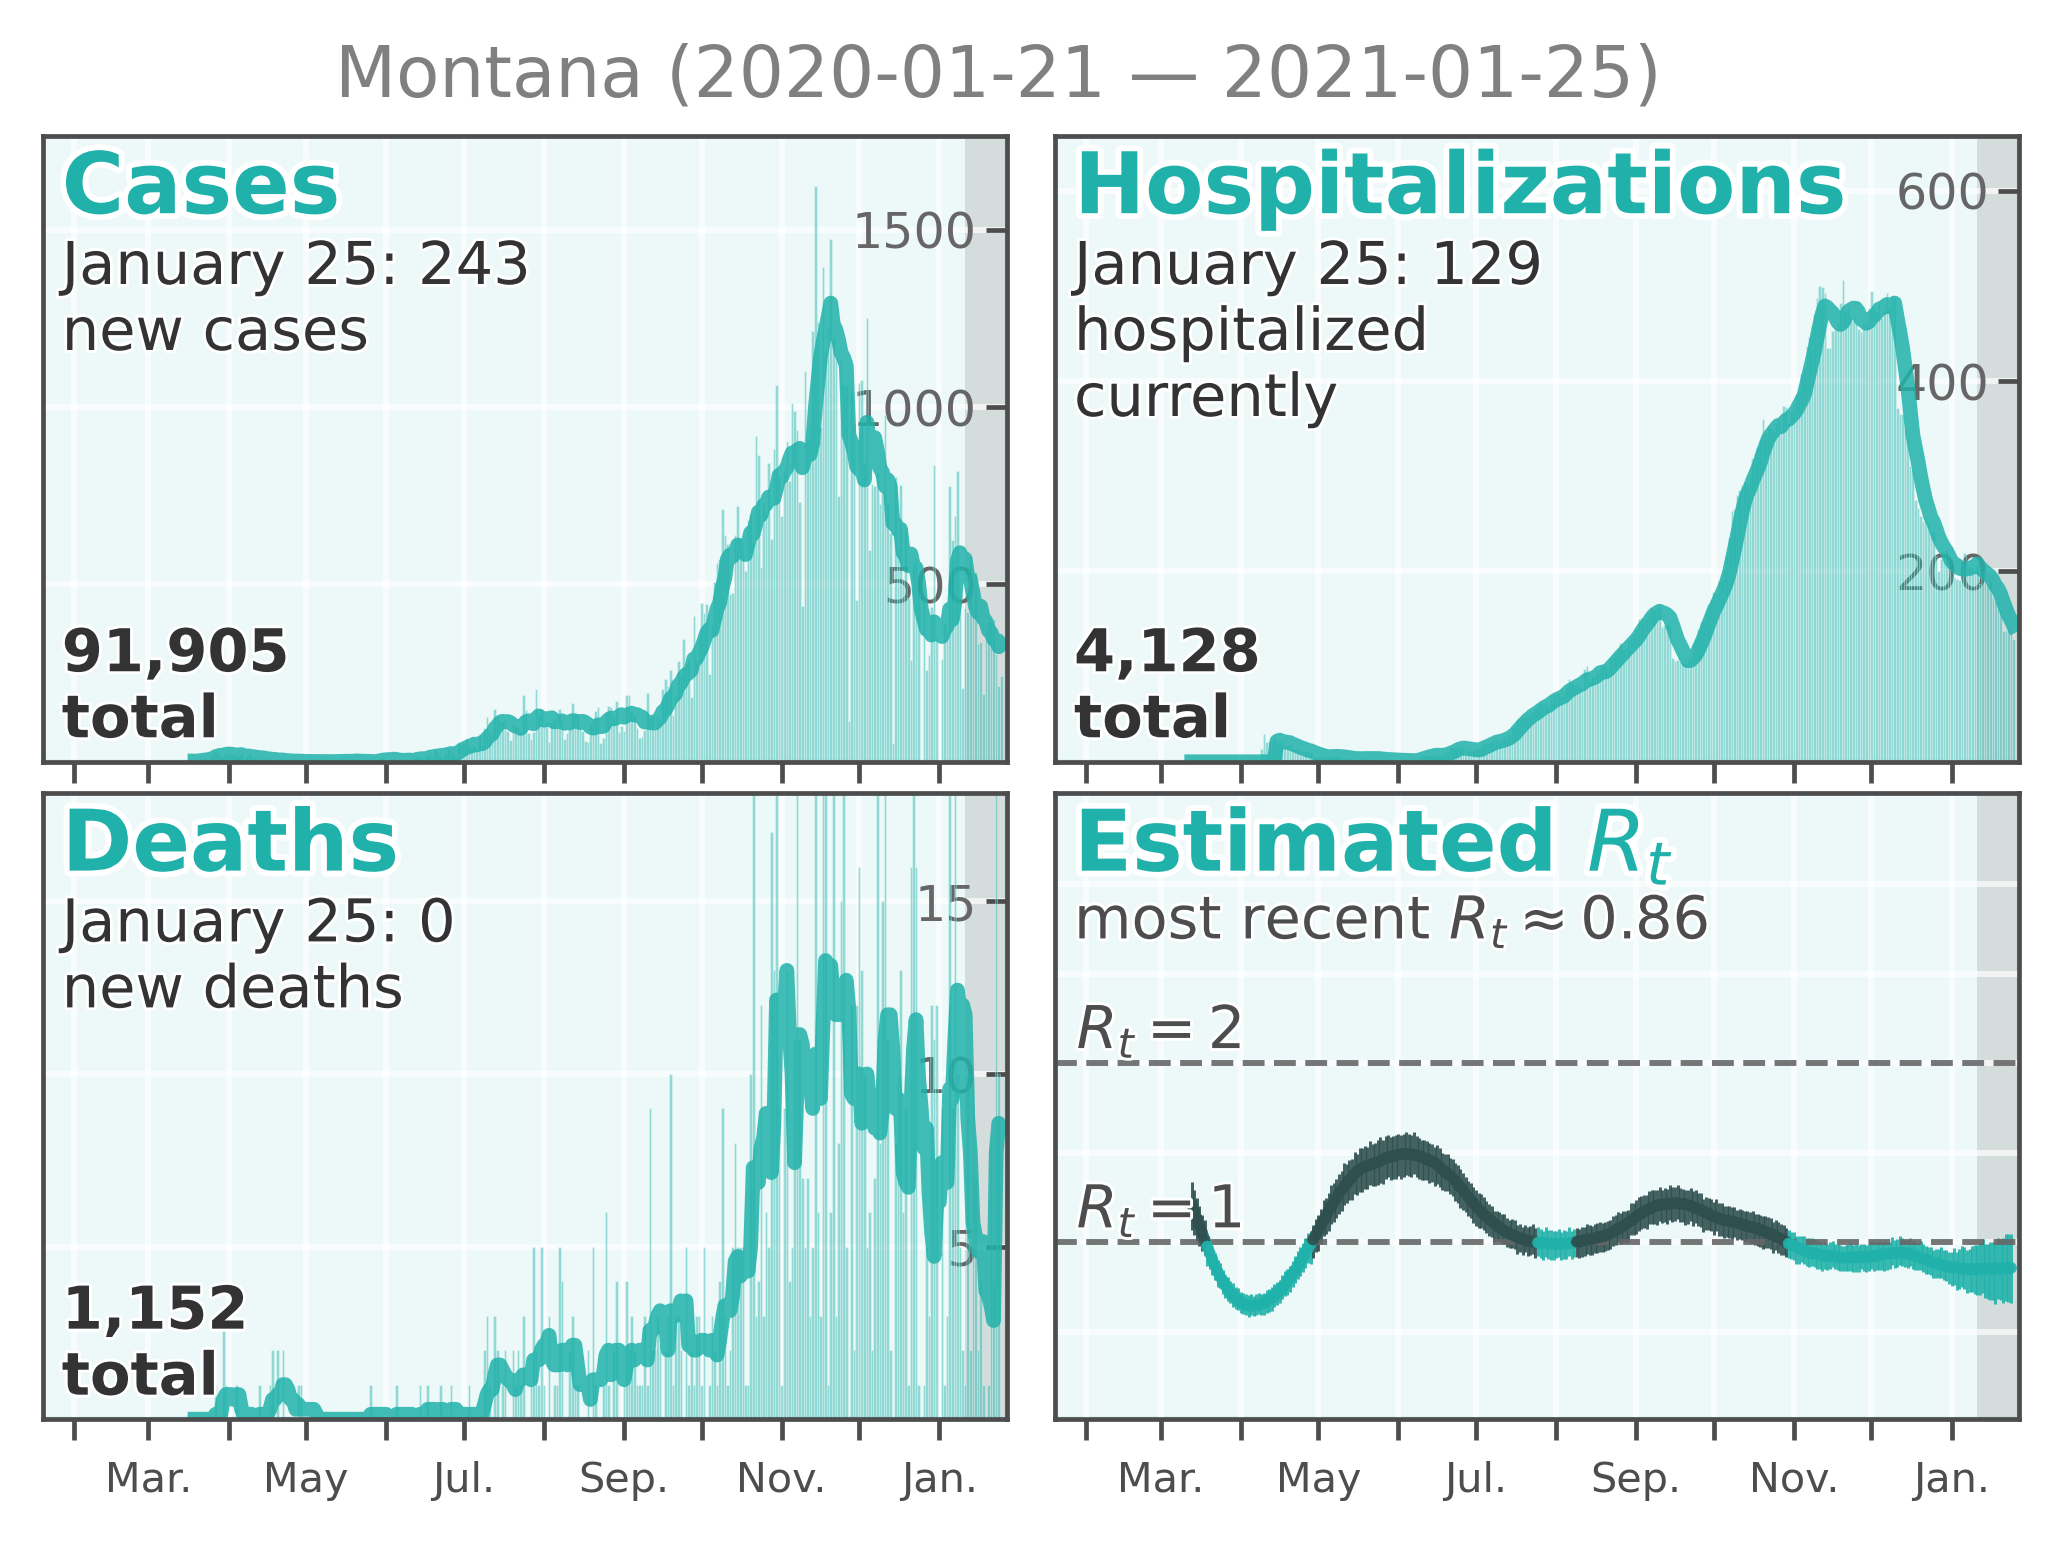 Montana (2020-01-21 — 2021-01-25)
Cases
January 25: 243
new cases
1500
1000
500
91,905
total
Hospitalizations
January 25: 129
hospitalized
currently
600
400
200
4,128
total
Deaths
January 25: 0
new deaths
15
10
5
1,152
total
Mar. May Jul. Sep. Nov. Jan.
Estimated Rₜ
most recent Rₜ ≈ 0.86
Rₜ = 2
Rₜ = 1
Mar. May Jul. Sep. Nov. Jan.